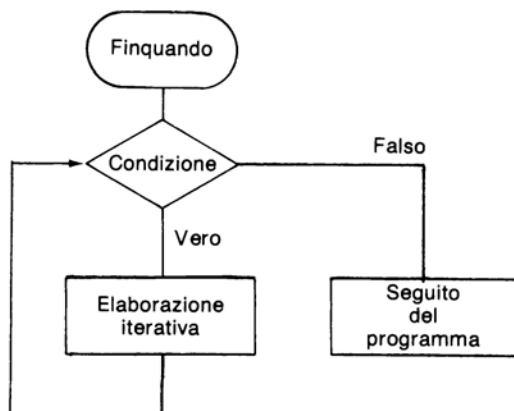 Finquando
Condizione
Falso
Vero
Elaborazione
iterativa
Seguito
del
programma